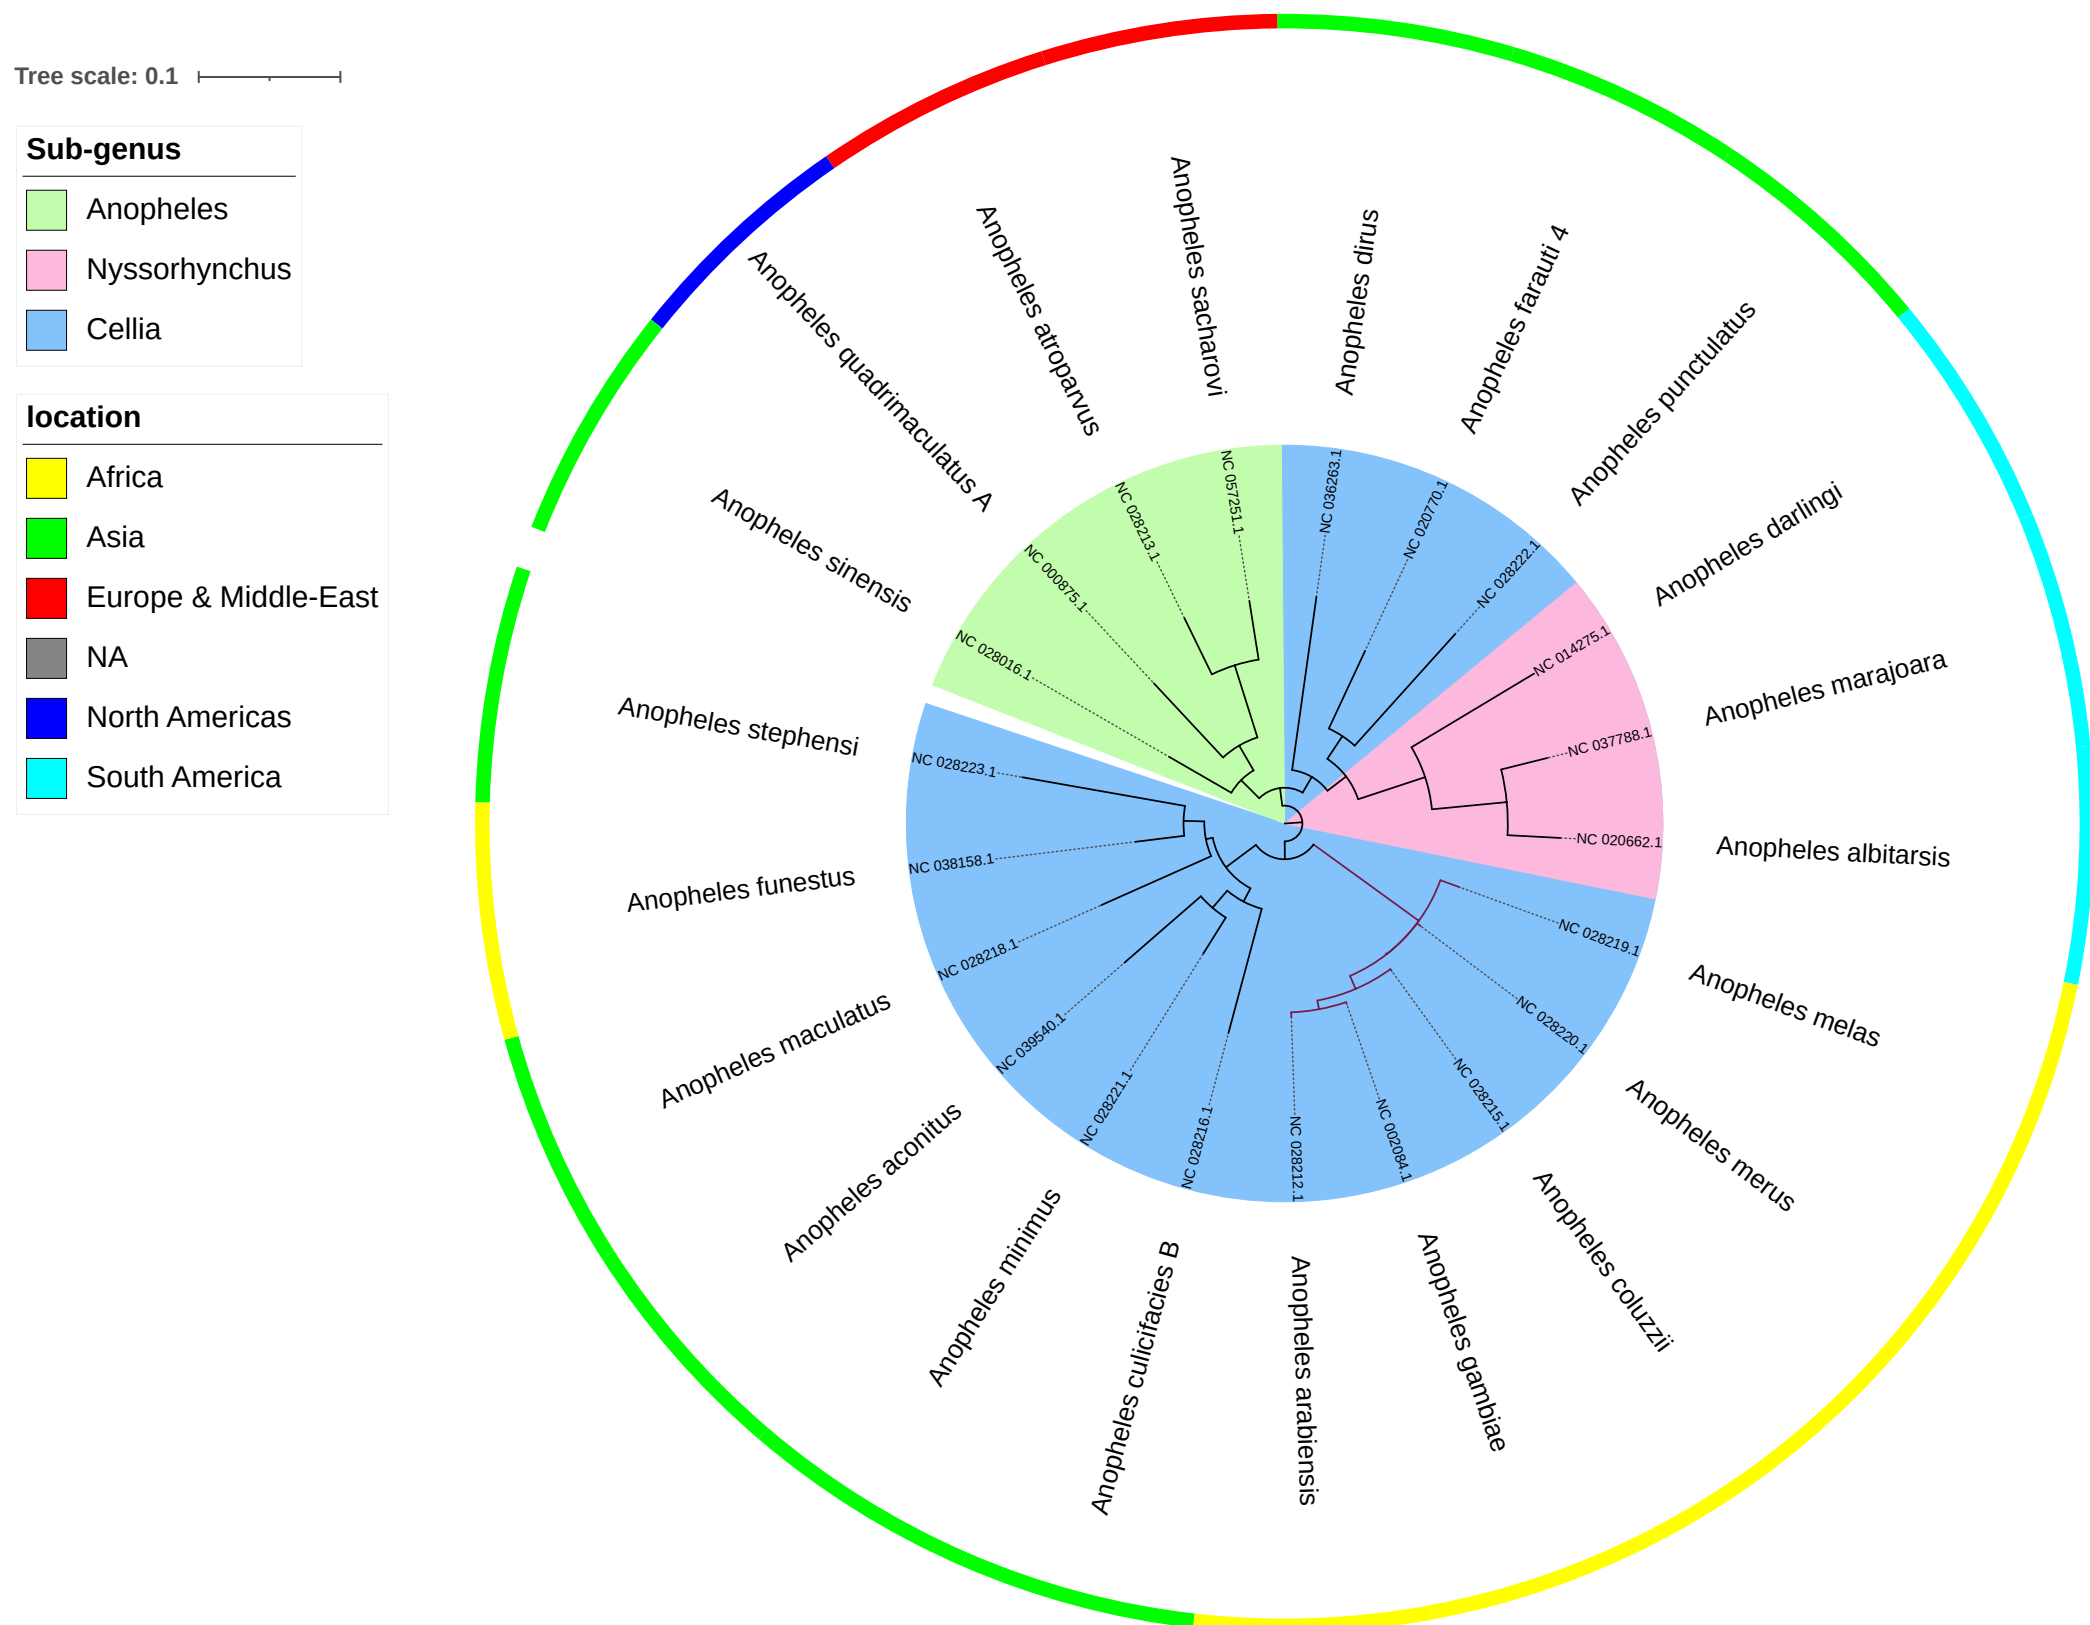 Tree scale: 0.1
Sub-genus
Anopheles
Nyssorhynchus
Cellia
location
Africa
Asia
Europe & Middle-East
NA
North Americas
South America
Anopheles sinensis
Anopheles quadrimaculatus A
Anopheles atroparvus
Anopheles sacharovi
Anopheles dirus
Anopheles farauti 4
Anopheles punctulatus
Anopheles darlingi
Anopheles marajoara
Anopheles albitarsis
Anopheles melas
Anopheles merus
Anopheles coluzzii
Anopheles gambiae
Anopheles arabiensis
Anopheles culicifacies B
Anopheles minimus
Anopheles aconitus
Anopheles maculatus
Anopheles funestus
Anopheles stephensi
NC 028016.1
NC 000875.1
NC 028213.1
NC 057251.1
NC 036263.1
NC 020770.1
NC 028222.1
NC 014275.1
NC 037788.1
NC 020662.1
NC 028219.1
NC 028220.1
NC 028215.1
NC 002084.1
NC 028212.1
NC 028216.1
NC 028221.1
NC 039540.1
NC 028218.1
NC 038158.1
NC 028223.1